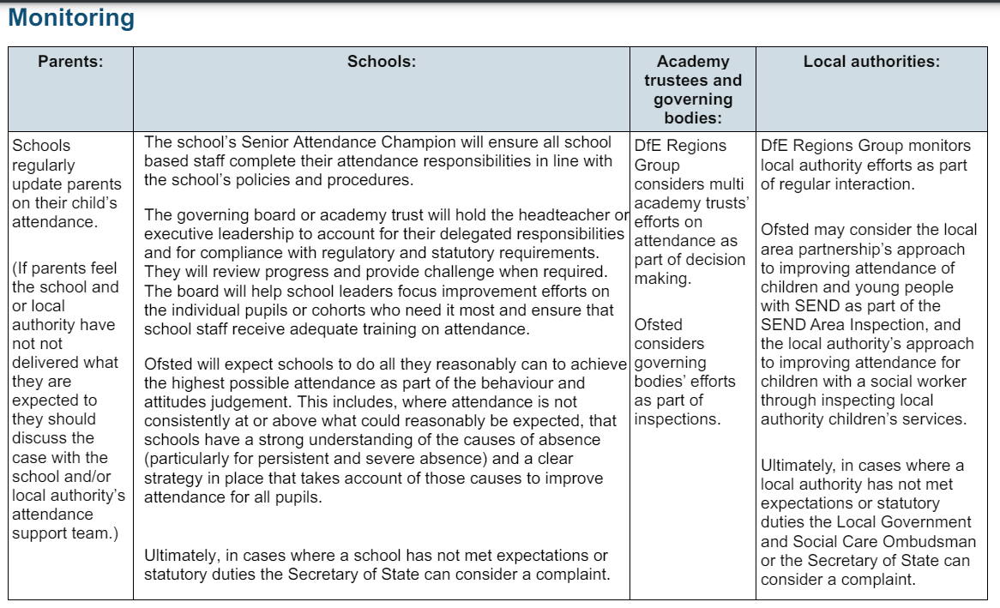 Monitoring
Parents:
Schools:
Academy
trustees and
governing
bodies:
Local authorities:
Schools
regularly
update parents
on their child’s
attendance.
(If parents feel
the school and
or local
authority have
not not
delivered what
they are
expected to
they should
discuss the
case with the
school and/or
local authority’s
attendance
support team.)
The school’s Senior Attendance Champion will ensure all school
based staff complete their attendance responsibilities in line with
the school’s policies and procedures.
The governing board or academy trust will hold the headteacher or
executive leadership to account for their delegated responsibilities
and for compliance with regulatory and statutory requirements.
They will review progress and provide challenge when required.
The board will help school leaders focus improvement efforts on
the individual pupils or cohorts who need it most and ensure that
school staff receive adequate training on attendance.
Ofsted will expect schools to do all they reasonably can to achieve
the highest possible attendance as part of the behaviour and
attitudes judgement. This includes, where attendance is not
consistently at or above what could reasonably be expected, that
schools have a strong understanding of the causes of absence
(particularly for persistent and severe absence) and a clear
strategy in place that takes account of those causes to improve
attendance for all pupils.
Ultimately, in cases where a school has not met expectations or
statutory duties the Secretary of State can consider a complaint.
DfE Regions
Group
considers multi
academy trusts’
efforts on
attendance as
part of decision
making.
Ofsted
considers
governing
bodies’ efforts
as part of
inspections.
DfE Regions Group monitors
local authority efforts as part
of regular interaction.
Ofsted may consider the local
area partnership’s approach
to improving attendance of
children and young people
with SEND as part of the
SEND Area Inspection, and
the local authority’s approach
to improving attendance for
children with a social worker
through inspecting local
authority children’s services.
Ultimately, in cases where a
local authority has not met
expectations or statutory
duties the Local Government
and Social Care Ombudsman
or the Secretary of State can
consider a complaint.